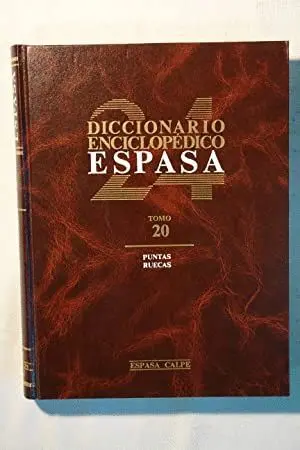 24
DICCIONARIO
ENCICLOPÉDICO
ESPASA
TOMO
20
PUNTAS
RUECAS
ESPASA CALPE